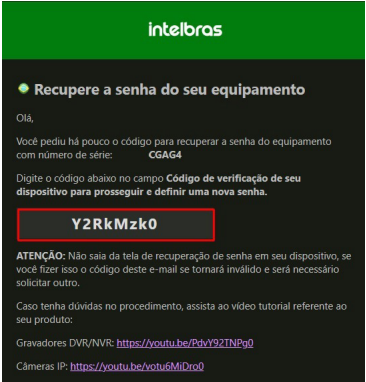 intelbras
Recupere a senha do seu equipamento
Olá,
Você pediu há pouco o código para recuperar a senha do equipamento
com número de série: CGAG4
Digite o código abaixo no campo Código de verificação de seu
dispositivo para prosseguir e definir uma nova senha.
Y2RkMzk0
ATENÇÃO: Não saia da tela de recuperação de senha em seu dispositivo, se
você fizer isso o código deste e-mail se tornará inválido e será necessário
solicitar outro.
Caso tenha dúvidas no procedimento, assista ao vídeo tutorial referente ao
seu produto:
Gravadores DVR/NVR: https://youtu.be/PdvY92TNPg0
Câmeras IP: https://youtu.be/votu6MiDro0